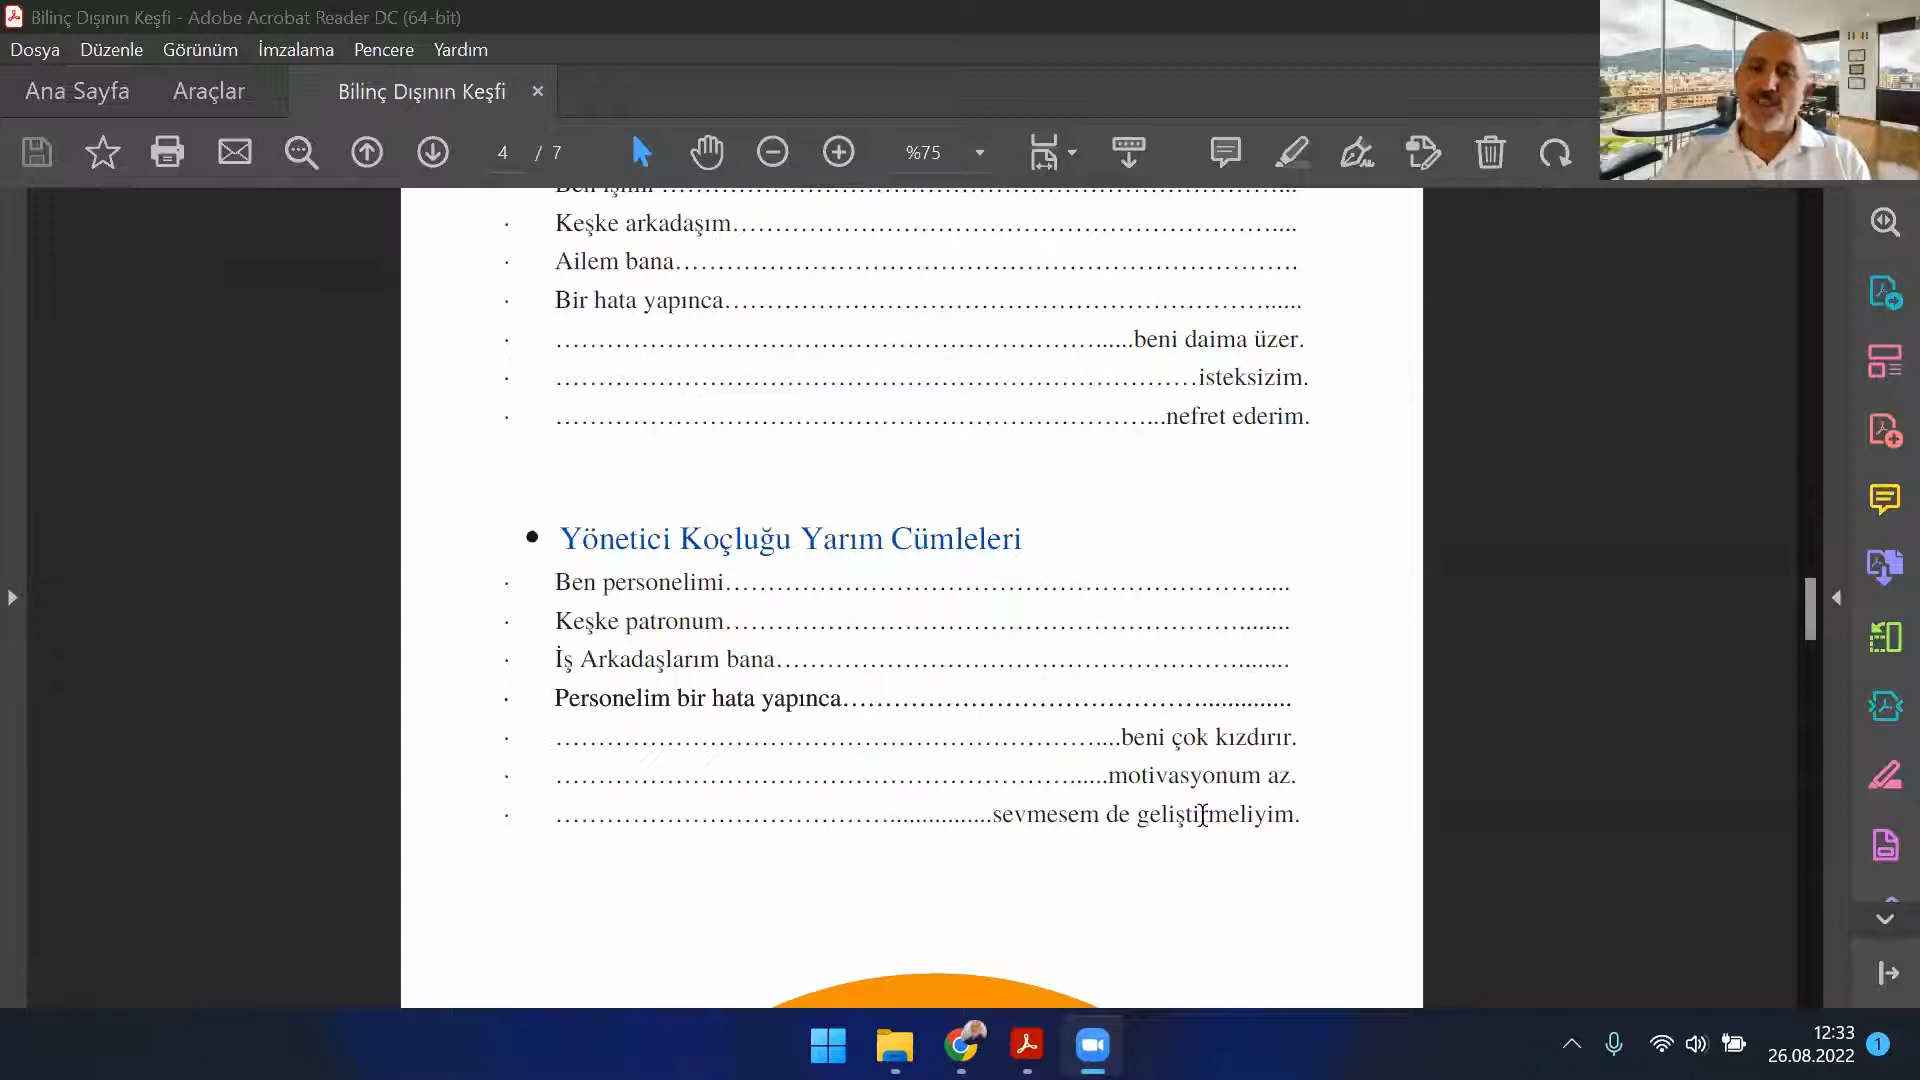 Bilinç Dışının Keşfi - Adobe Acrobat Reader DC (64-bit)
Dosya Düzenle Görünüm İmzalama Pencere Yardım
Ana Sayfa Araçlar Bilinç Dışının Keşfi ×
4 / 7 %75
Ben işimi ……………………………………………………………...
Keşke arkadaşım………………………………………………………....
Ailem bana……………………………………………………………….
Bir hata yapınca………………………………………………………......
……………………………………………………….....beni daima üzer.
…………………………………………………………………isteksizim.
……………………………………………………………...nefret ederim.
• Yönetici Koçluğu Yarım Cümleleri
Ben personelimi………………………………………………………....
Keşke patronum……………………………………………………........
İş Arkadaşlarım bana………………………………………………........
Personelim bir hata yapınca……………………………………..............
………………………………………………………...beni çok kızdırır.
……………………………………………………......motivasyonum az.
…………………………………................sevmesem de geliştirmeliyim.
12:33
26.08.2022
1